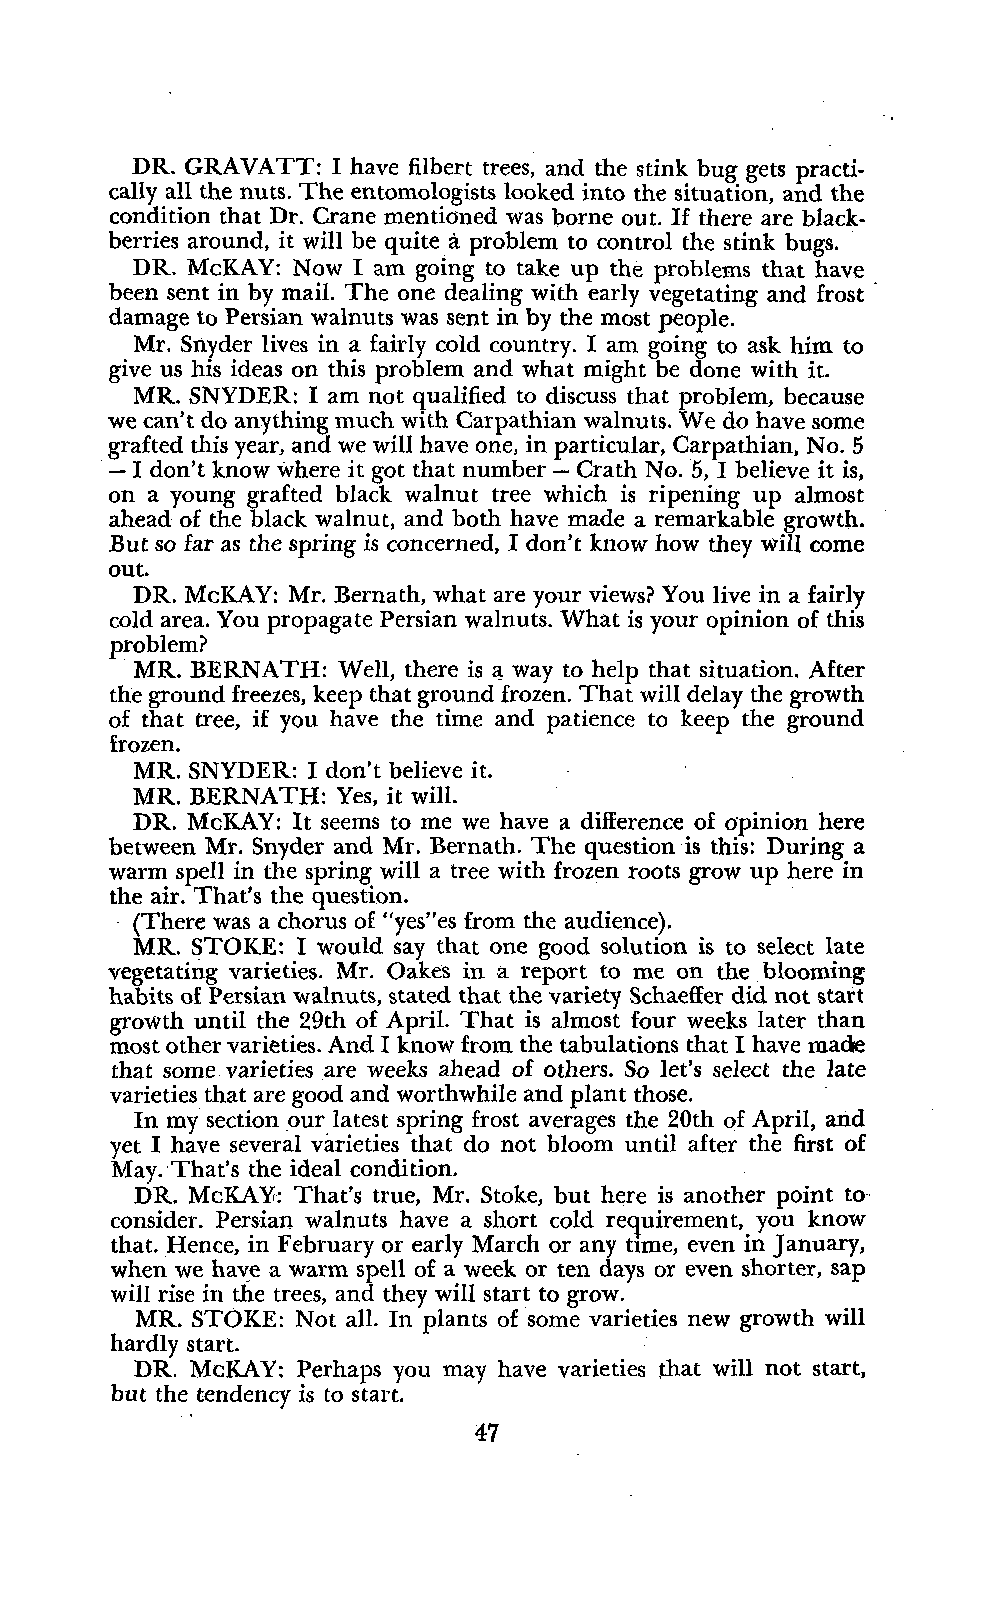 DR. GRAVATT: I have filbert trees, and the stink bug gets practi-
cally all the nuts. The entomologists looked into the situation, and the
condition that Dr. Crane mentioned was borne out. If there are black-
berries around, it will be quite a problem to control the stink bugs.
DR. McKAY: Now I am going to take up the problems that have
been sent in by mail. The one dealing with early vegetating and frost
damage to Persian walnuts was sent in by the most people.
Mr. Snyder lives in a fairly cold country. I am going to ask him to
give us his ideas on this problem and what might be done with it.
MR. SNYDER: I am not qualified to discuss that problem, because
we can't do anything much with Carpathian walnuts. We do have some
grafted this year, and we will have one, in particular, Carpathian, No. 5
— I don't know where it got that number — Crath No. 5, I believe it is,
on a young grafted black walnut tree which is ripening up almost
ahead of the black walnut, and both have made a remarkable growth.
But so far as the spring is concerned, I don't know how they will come
out.
DR. McKAY: Mr. Bernath, what are your views? You live in a fairly
cold area. You propagate Persian walnuts. What is your opinion of this
problem?
MR. BERNATH: Well, there is a way to help that situation. After
the ground freezes, keep that ground frozen. That will delay the growth
of that tree, if you have the time and patience to keep the ground
frozen.
MR. SNYDER: I don't believe it.
MR. BERNATH: Yes, it will.
DR. McKAY: It seems to me we have a difference of opinion here
between Mr. Snyder and Mr. Bernath. The question is this: During a
warm spell in the spring will a tree with frozen roots grow up here in
the air. That's the question.
(There was a chorus of "yes"es from the audience).
MR. STOKE: I would say that one good solution is to select late
vegetating varieties. Mr. Oakes in a report to me on the blooming
habits of Persian walnuts, stated that the variety Schaeffer did not start
growth until the 29th of April. That is almost four weeks later than
most other varieties. And I know from the tabulations that I have made
that some varieties are weeks ahead of others. So let's select the late
varieties that are good and worthwhile and plant those.
In my section our latest spring frost averages the 20th of April, and
yet I have several varieties that do not bloom until after the first of
May. That's the ideal condition.
DR. McKAY: That's true, Mr. Stoke, but here is another point to
consider. Persian walnuts have a short cold requirement, you know
that. Hence, in February or early March or any time, even in January,
when we have a warm spell of a week or ten days or even shorter, sap
will rise in the trees, and they will start to grow.
MR. STOKE: Not all. In plants of some varieties new growth will
hardly start.
DR. McKAY: Perhaps you may have varieties that will not start,
but the tendency is to start.
47